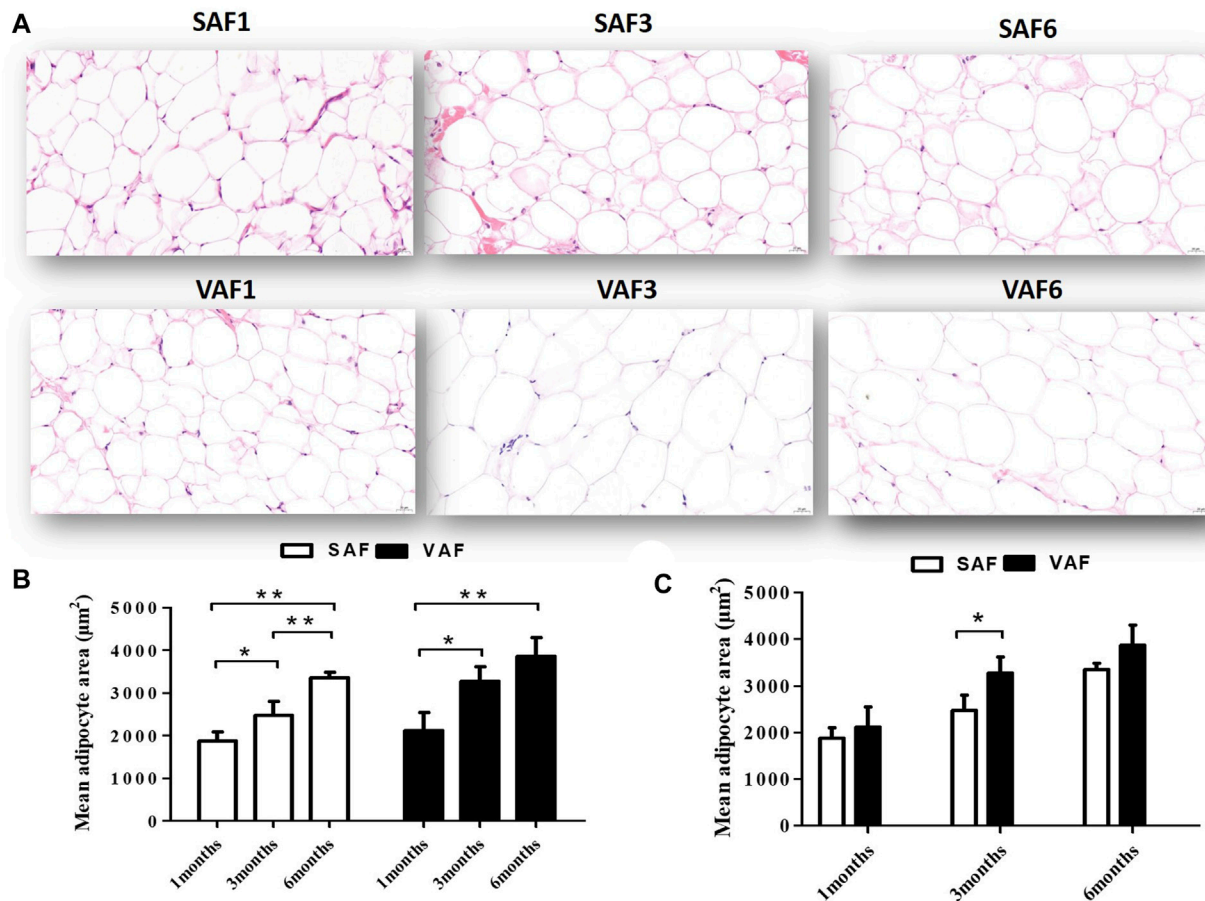 A
SAF1 SAF3 SAF6
VAF1 VAF3 VAF6
SAF VAF
B
Mean adipocyte area (μm²)
5000
4000
3000
2000
1000
0
** **
* ** *
1months 3months 6months 1months 3months 6months
SAF VAF
C
Mean adipocyte area (μm²)
5000
4000
3000
2000
1000
0
*
1months 3months 6months